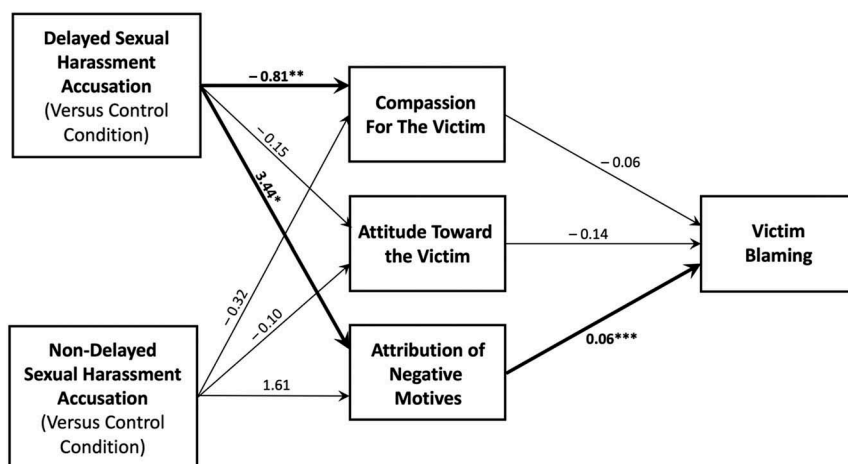 Delayed Sexual
Harassment
Accusation
(Versus Control
Condition)
– 0.81**
– 0.15
3.44*
Compassion
For The Victim
– 0.06
Attitude Toward
the Victim
– 0.14
Victim
Blaming
– 0.32
– 0.10
1.61
Non-Delayed
Sexual Harassment
Accusation
(Versus Control
Condition)
Attribution of
Negative
Motives
0.06***